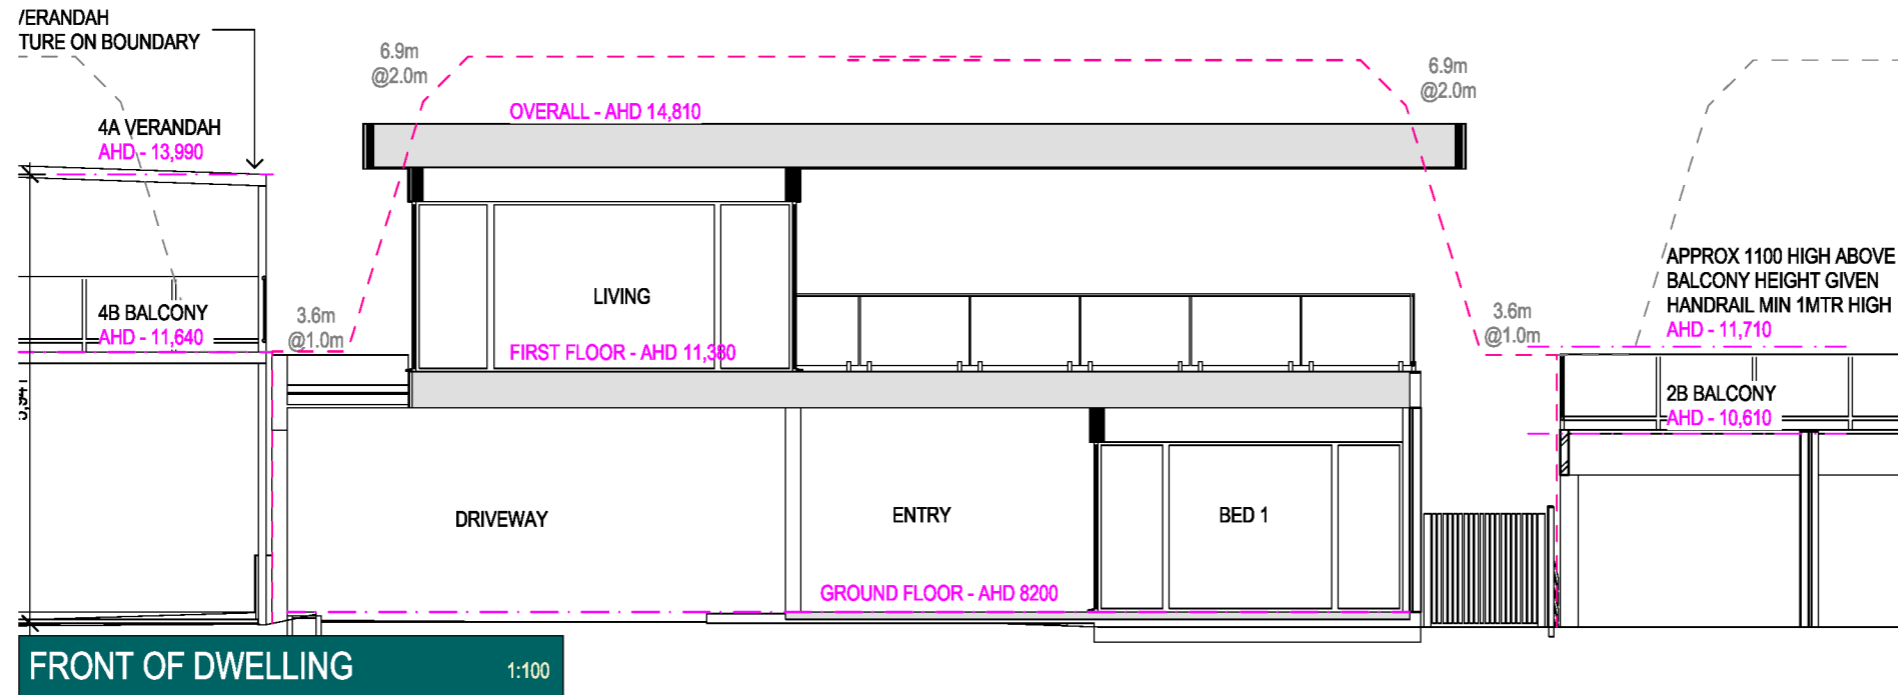 /ERANDAH
TURE ON BOUNDARY
6.9m
@2.0m
6.9m
@2.0m
OVERALL - AHD 14,810
4A VERANDAH
AHD - 13,990
APPROX 1100 HIGH ABOVE
BALCONY HEIGHT GIVEN
HANDRAIL MIN 1MTR HIGH
AHD - 11,710
LIVING
4B BALCONY
AHD - 11,640
3.6m
@1.0m
3.6m
@1.0m
FIRST FLOOR - AHD 11,380
2B BALCONY
AHD - 10,610
DRIVEWAY
ENTRY
BED 1
GROUND FLOOR - AHD 8200
FRONT OF DWELLING
1:100